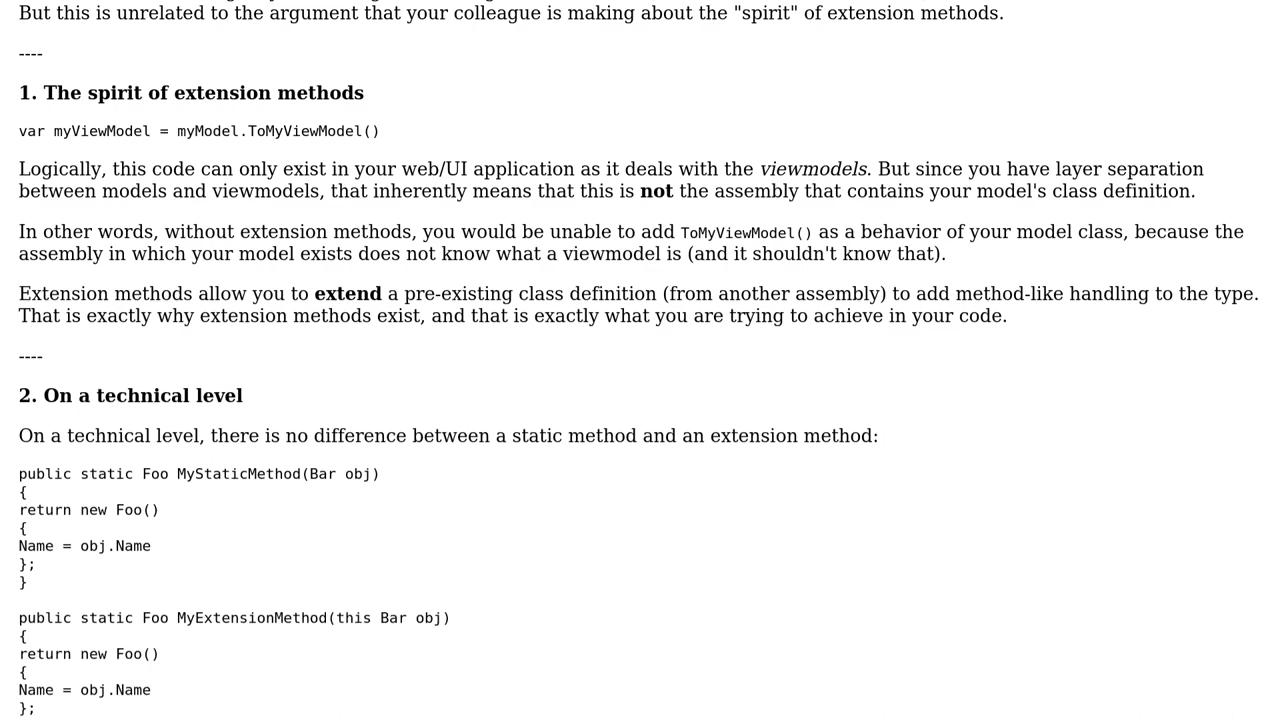 But this is unrelated to the argument that your colleague is making about the "spirit" of extension methods.
----
1. The spirit of extension methods
var myViewModel = myModel.ToMyViewModel()
Logically, this code can only exist in your web/UI application as it deals with the viewmodels. But since you have layer separation
between models and viewmodels, that inherently means that this is not the assembly that contains your model's class definition.
In other words, without extension methods, you would be unable to add ToMyViewModel() as a behavior of your model class, because the
assembly in which your model exists does not know what a viewmodel is (and it shouldn't know that).
Extension methods allow you to extend a pre-existing class definition (from another assembly) to add method-like handling to the type.
That is exactly why extension methods exist, and that is exactly what you are trying to achieve in your code.
----
2. On a technical level
On a technical level, there is no difference between a static method and an extension method:
public static Foo MyStaticMethod(Bar obj)
{
return new Foo()
{
Name = obj.Name
};
}
public static Foo MyExtensionMethod(this Bar obj)
{
return new Foo()
{
Name = obj.Name
};